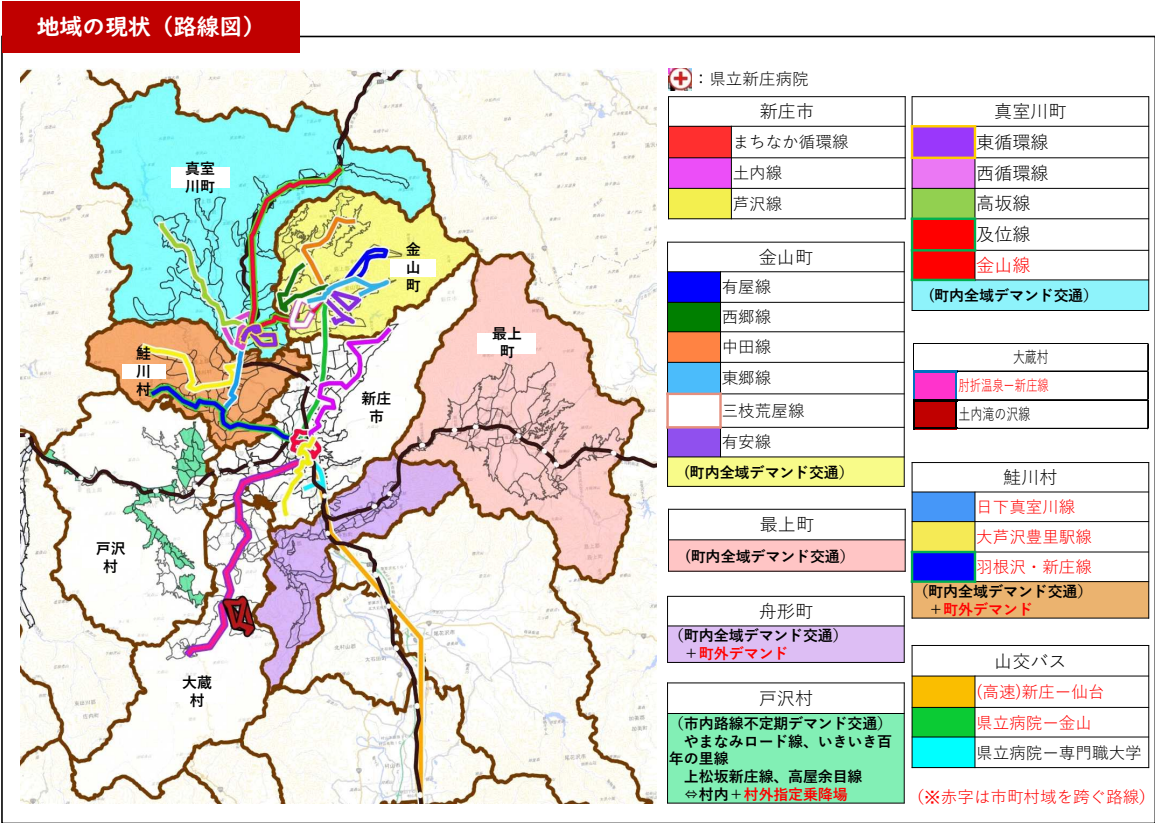 地域の現状（路線図）
：県立新庄病院
真室
川町
金
山
町
最上
町
鮭
川
村
新庄
市
戸沢
村
大蔵
村
新庄市
まちなか循環線
土内線
芦沢線
金山町
有屋線
西郷線
中田線
東郷線
三枝荒屋線
有安線
（町内全域デマンド交通）
最上町
（町内全域デマンド交通）
舟形町
（町内全域デマンド交通）
＋町外デマンド
戸沢村
（市内路線不定期デマンド交通）
やまなみロード線、いきいき百
年の里線
上松坂新庄線、高屋余目線
⇔村内＋村外指定乗降場
真室川町
東循環線
西循環線
高坂線
及位線
金山線
（町内全域デマンド交通）
大蔵村
肘折温泉ー新庄線
土内滝の沢線
鮭川村
日下真室川線
大芦沢豊里駅線
羽根沢・新庄線
（町内全域デマンド交通）
＋町外デマンド
山交バス
(高速)新庄ー仙台
県立病院ー金山
県立病院ー専門職大学
（※赤字は市町村域を跨ぐ路線）